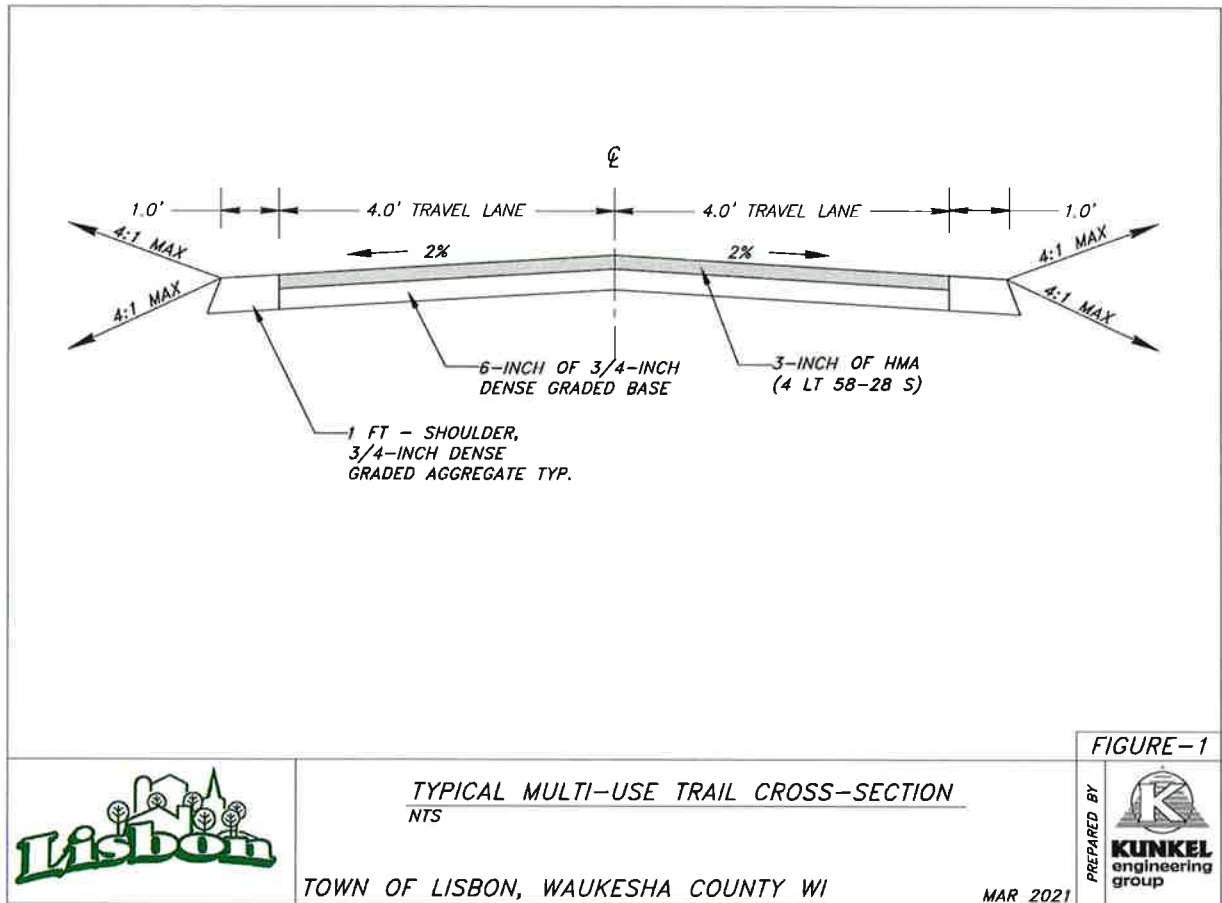 ℄
1.0'
4.0' TRAVEL LANE
4.0' TRAVEL LANE
1.0'
4:1 MAX
2%
2%
4:1 MAX
4:1 MAX
4:1 MAX
6-INCH OF 3/4-INCH
DENSE GRADED BASE
3-INCH OF HMA
(4 LT 58-28 S)
1 FT - SHOULDER,
3/4-INCH DENSE
GRADED AGGREGATE TYP.
FIGURE-1
Lisbon
TYPICAL MULTI-USE TRAIL CROSS-SECTION
NTS
TOWN OF LISBON, WAUKESHA COUNTY WI
MAR 2021
PREPARED BY
K
KUNKEL
engineering
group